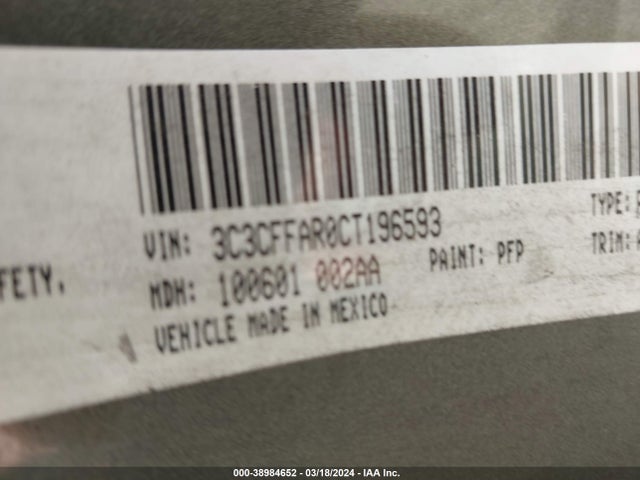 VIN: 3C3CFFAR0CT196593 TYPE:
FETY. MDH: 100601 002AA PAINT: PFP TRIM:
VEHICLE MADE IN MEXICO
000-38984652 - 03/18/2024 - IAA Inc.